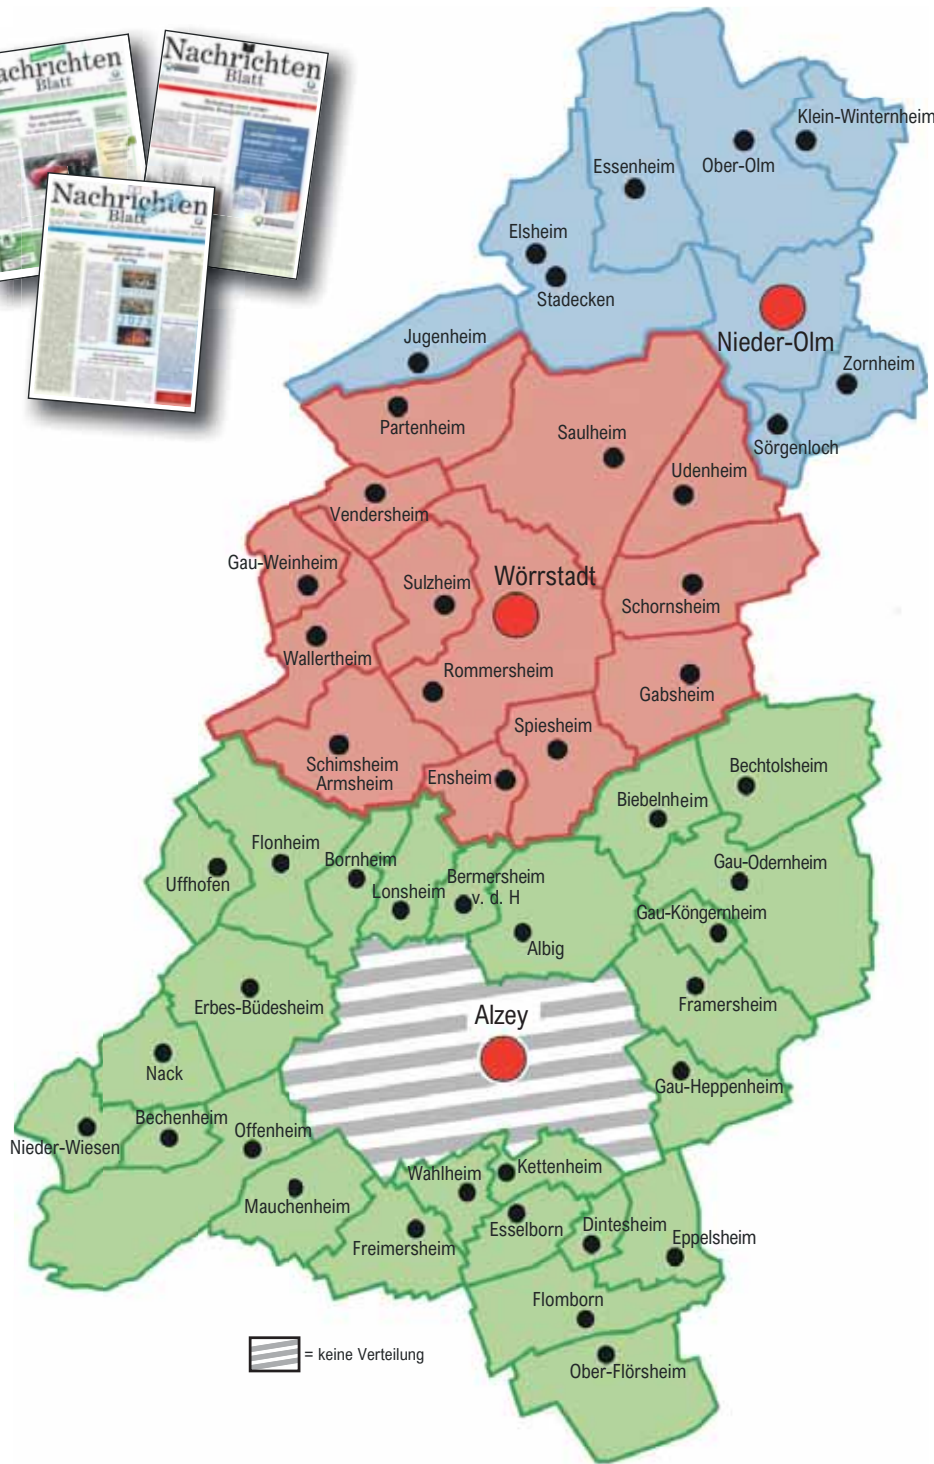 Nachrichten
Blatt
Nachrichten
Blatt
Nachrichten
Blatt
Klein-Winternheim
Essenheim
Ober-Olm
Elsheim
Stadecken
Nieder-Olm
Jugenheim
Zornheim
Partenheim
Saulheim
Sörgenloch
Udenheim
Vendersheim
Gau-Weinheim
Sulzheim
Wörrstadt
Schornsheim
Wallertheim
Rommersheim
Gabsheim
Spiesheim
Schimsheim
Armsheim
Ensheim
Bechtolsheim
Biebelnheim
Flonheim
Bornheim
Gau-Odernheim
Uffhofen
Lonsheim
Bermersheim
v. d. H
Gau-Köngernheim
Albig
Erbes-Büdesheim
Framersheim
Alzey
Nack
Gau-Heppenheim
Bechenheim
Offenheim
Nieder-Wiesen
Wahlheim
Kettenheim
Mauchenheim
Esselborn
Dintesheim
Eppelsheim
Freimersheim
Flomborn
= keine Verteilung
Ober-Flörsheim